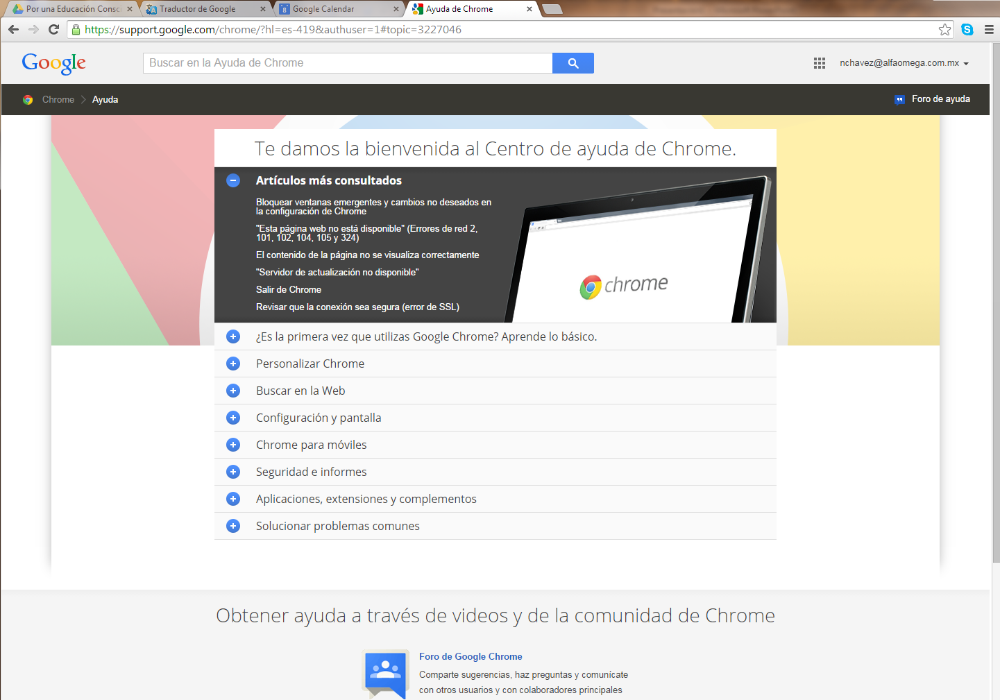 Por una Educación Consc
Traductor de Google
Google Calendar
Ayuda de Chrome
https://support.google.com/chrome/?hl=es-419&authuser=1#topic=3227046
Google
Buscar en la Ayuda de Chrome
nchavez@alfaomega.com.mx
Chrome
Ayuda
Foro de ayuda
Te damos la bienvenida al Centro de ayuda de Chrome.
Artículos más consultados
Bloquear ventanas emergentes y cambios no deseados en
la configuración de Chrome
"Esta página web no está disponible" (Errores de red 2,
101, 102, 104, 105 y 324)
El contenido de la página no se visualiza correctamente
"Servidor de actualización no disponible"
Salir de Chrome
Revisar que la conexión sea segura (error de SSL)
chrome
¿Es la primera vez que utilizas Google Chrome? Aprende lo básico.
Personalizar Chrome
Buscar en la Web
Configuración y pantalla
Chrome para móviles
Seguridad e informes
Aplicaciones, extensiones y complementos
Solucionar problemas comunes
Obtener ayuda a través de videos y de la comunidad de Chrome
Foro de Google Chrome
Comparte sugerencias, haz preguntas y comunícate
con otros usuarios y con colaboradores principales